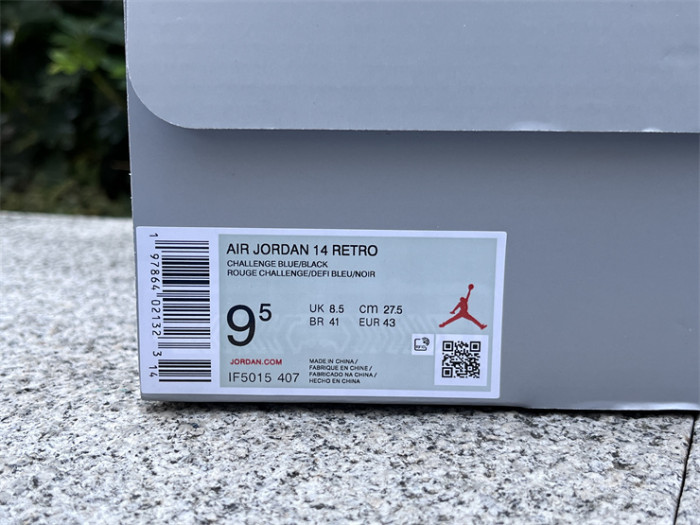 1 97864 02132 3 14
AIR JORDAN 14 RETRO
CHALLENGE BLUE/BLACK
ROUGE CHALLENGE/DEFI BLEU/NOIR
9⁵
UK 8.5 cm 27.5
BR 41 EUR 43
JORDAN.COM
IF5015 407
MADE IN CHINA/
FABRIQUE EN CHINE/
FABRICADO NA CHINA/
HECHO EN CHINA